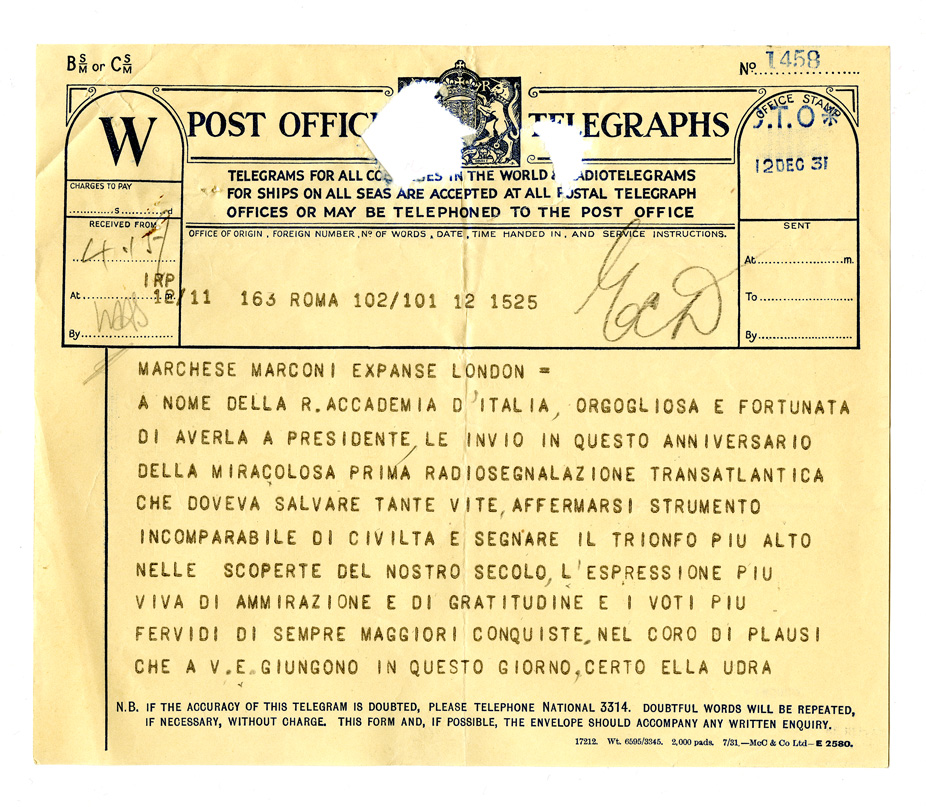 BS/M or CS/M
No 1458
W
POST OFFIC TELEGRAPHS
OFFICE STAMP
.T.O*
12 DEC 31
TELEGRAMS FOR ALL IN THE WORLD
FOR SHIPS ON ALL SEAS ARE ACCEPTED AT ALL POSTAL TELEGRAPH
OFFICES OR MAY BE TELEPHONED TO THE POST OFFICE
CHARGES TO PAY
s. d
RECEIVED FROM
OFFICE OF ORIGIN, FOREIGN NUMBER, No OF WORDS, DATE, TIME HANDED IN, AND SERVICE INSTRUCTIONS.
SENT
At m.
To
By
1RP
At 12/11 163 ROMA 102/101 12 1525
By
MARCHESE MARCONI EXPANSE LONDON =
A NOME DELLA R.ACCADEMIA D'ITALIA, ORGOGLIOSA E FORTUNATA
DI AVERLA A PRESIDENTE, LE INVIO IN QUESTO ANNIVERSARIO
DELLA MIRACOLOSA PRIMA RADIOSEGNALAZIONE TRANSATLANTICA
CHE DOVEVA SALVARE TANTE VITE, AFFERMARSI STRUMENTO
INCOMPARABILE DI CIVILTA E SEGNARE IL TRIONFO PIU ALTO
NELLE SCOPERTE DEL NOSTRO SECOLO, L'ESPRESSIONE PIU
VIVA DI AMMIRAZIONE E DI GRATITUDINE E I VOTI PIU
FERVIDI DI SEMPRE MAGGIORI CONQUISTE, NEL CORO DI PLAUSI
CHE A V.E. GIUNGONO IN QUESTO GIORNO, CERTO ELLA UDRA
N.B. IF THE ACCURACY OF THIS TELEGRAM IS DOUBTED, PLEASE TELEPHONE NATIONAL 3314. DOUBTFUL WORDS WILL BE REPEATED,
IF NECESSARY, WITHOUT CHARGE. THIS FORM AND, IF POSSIBLE, THE ENVELOPE SHOULD ACCOMPANY ANY WRITTEN ENQUIRY.
17212. Wt. 6595/3345. 2,000 pads. 7/31.—McC & Co Ltd—E 2580.